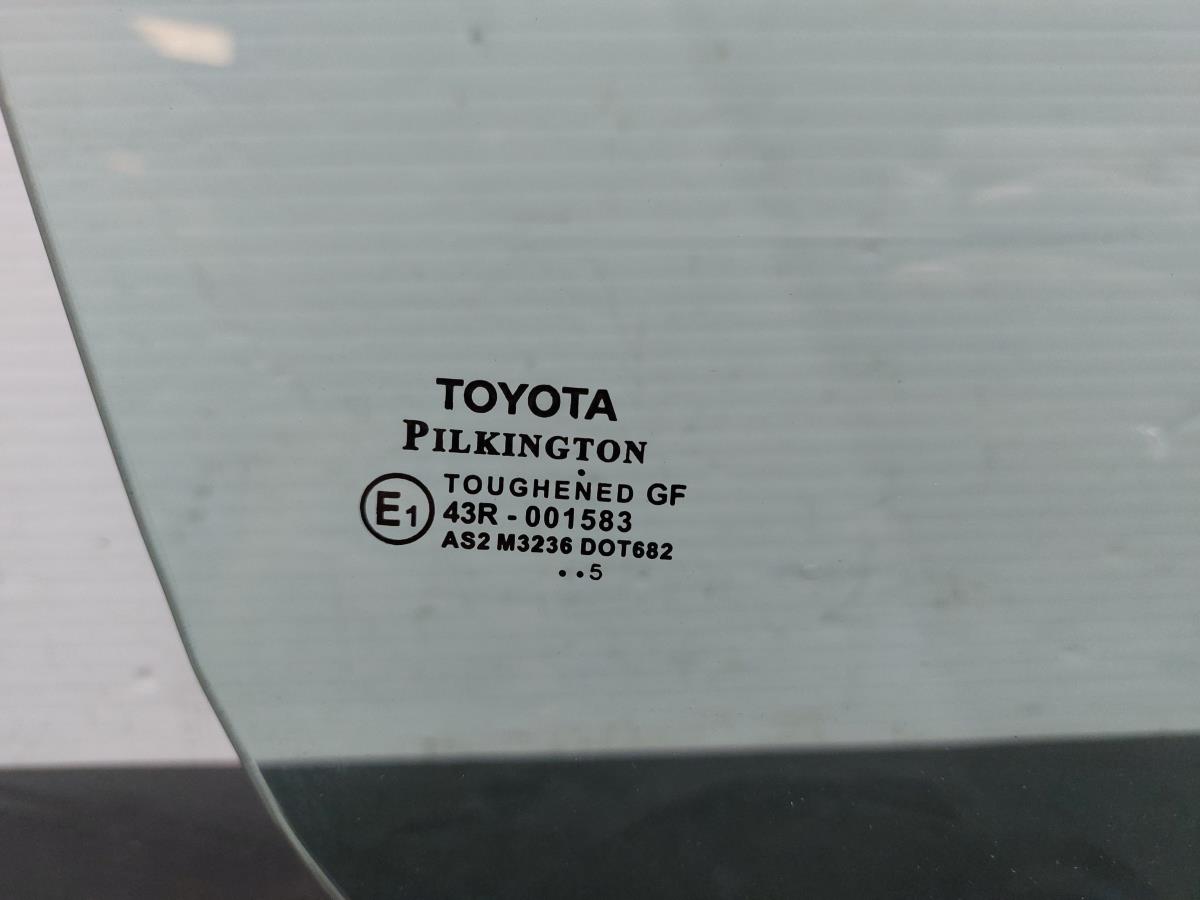 TOYOTA
PILKINGTON
TOUGHENED GF
E1
43R - 001583
AS2 M3236 DOT682
..5